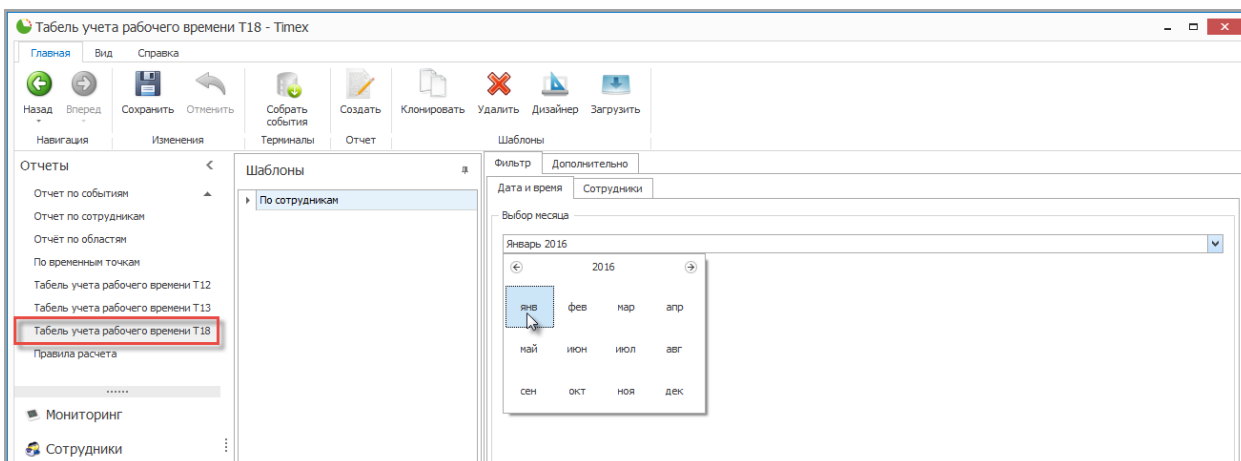 Табель учета рабочего времени Т18 - Timex
Главная Вид Справка
Назад Вперед Сохранить Отменить Собрать события Создать Клонировать Удалить Дизайнер Загрузить
Навигация Изменения Терминалы Отчет Шаблоны
Отчеты
Отчет по событиям
Отчет по сотрудникам
Отчёт по областям
По временным точкам
Табель учета рабочего времени Т12
Табель учета рабочего времени Т13
Табель учета рабочего времени Т18
Правила расчета
Мониторинг
Сотрудники
Шаблоны
По сотрудникам
Фильтр Дополнительно
Дата и время Сотрудники
Выбор месяца
Январь 2016
2016
янв фев мар апр
май июн июл авг
сен окт ноя дек